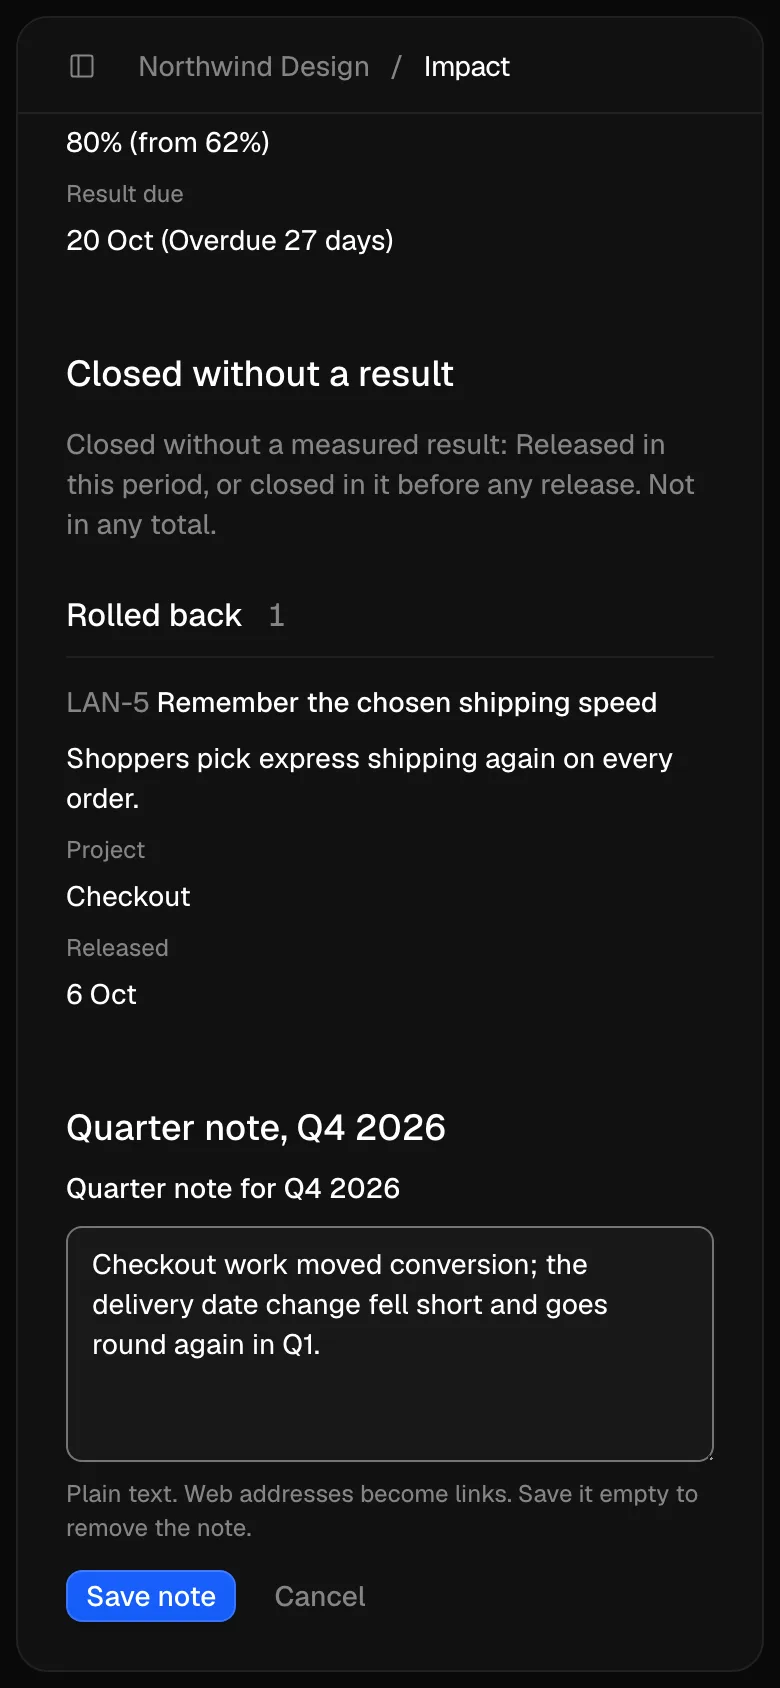 Northwind Design / Impact
80% (from 62%)
Result due
20 Oct (Overdue 27 days)
Closed without a result
Closed without a measured result: Released in
this period, or closed in it before any release. Not
in any total.
Rolled back 1
LAN-5 Remember the chosen shipping speed
Shoppers pick express shipping again on every
order.
Project
Checkout
Released
6 Oct
Quarter note, Q4 2026
Quarter note for Q4 2026
Checkout work moved conversion; the
delivery date change fell short and goes
round again in Q1.
Plain text. Web addresses become links. Save it empty to
remove the note.
Save note Cancel